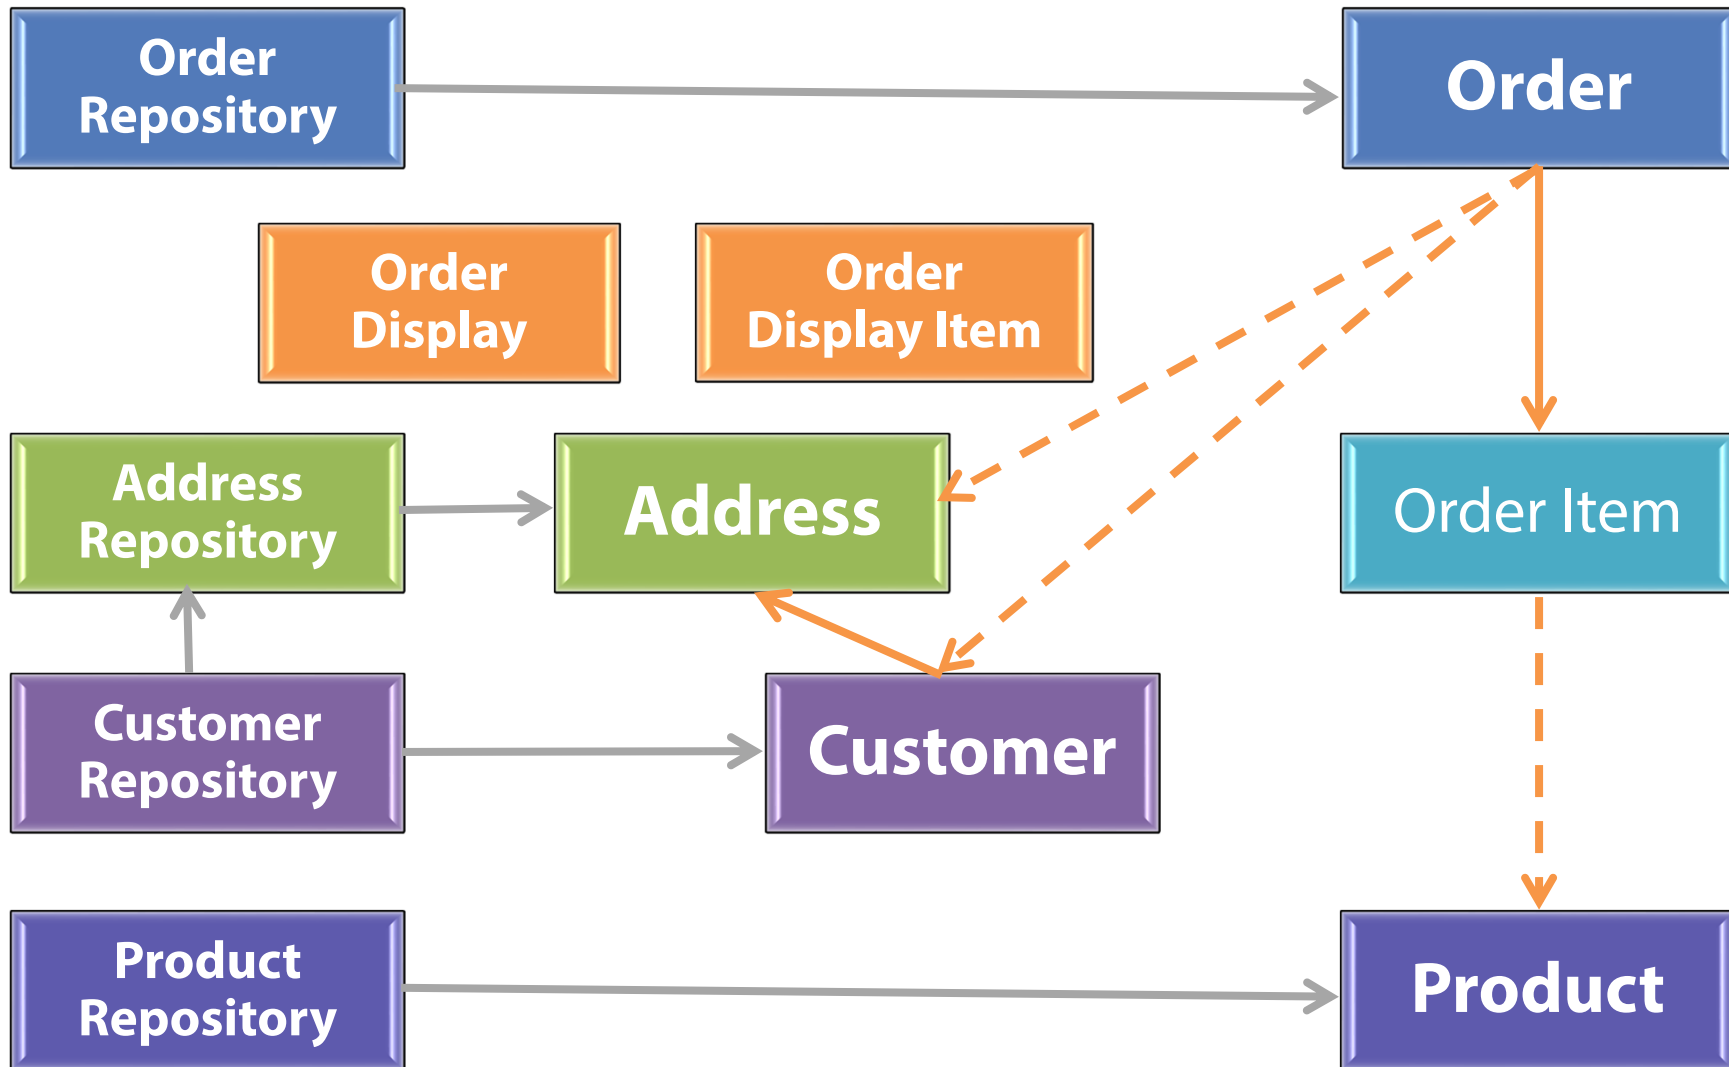 Order
Repository
Order
Order
Display
Order
Display Item
Address
Repository
Address
Order Item
Customer
Repository
Customer
Product
Repository
Product